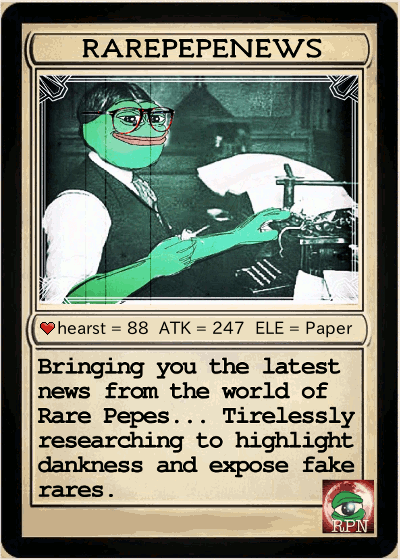 RAREPEPENEWS
hearst = 88 ATK = 247 ELE = Paper
Bringing you the latest
news from the world of
Rare Pepes... Tirelessly
researching to highlight
dankness and expose fake
rares.
RPN